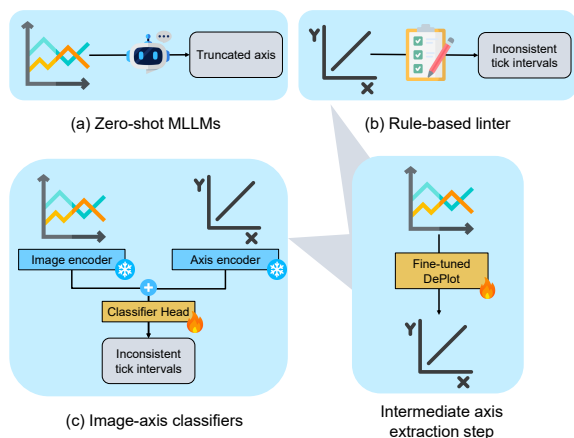 Truncated axis
(a) Zero-shot MLLMs
Y
X
Inconsistent
tick intervals
(b) Rule-based linter
Image encoder
Y
X
Axis encoder
Classifier Head
Inconsistent
tick intervals
(c) Image-axis classifiers
Fine-tuned
DePlot
Y
X
Intermediate axis
extraction step